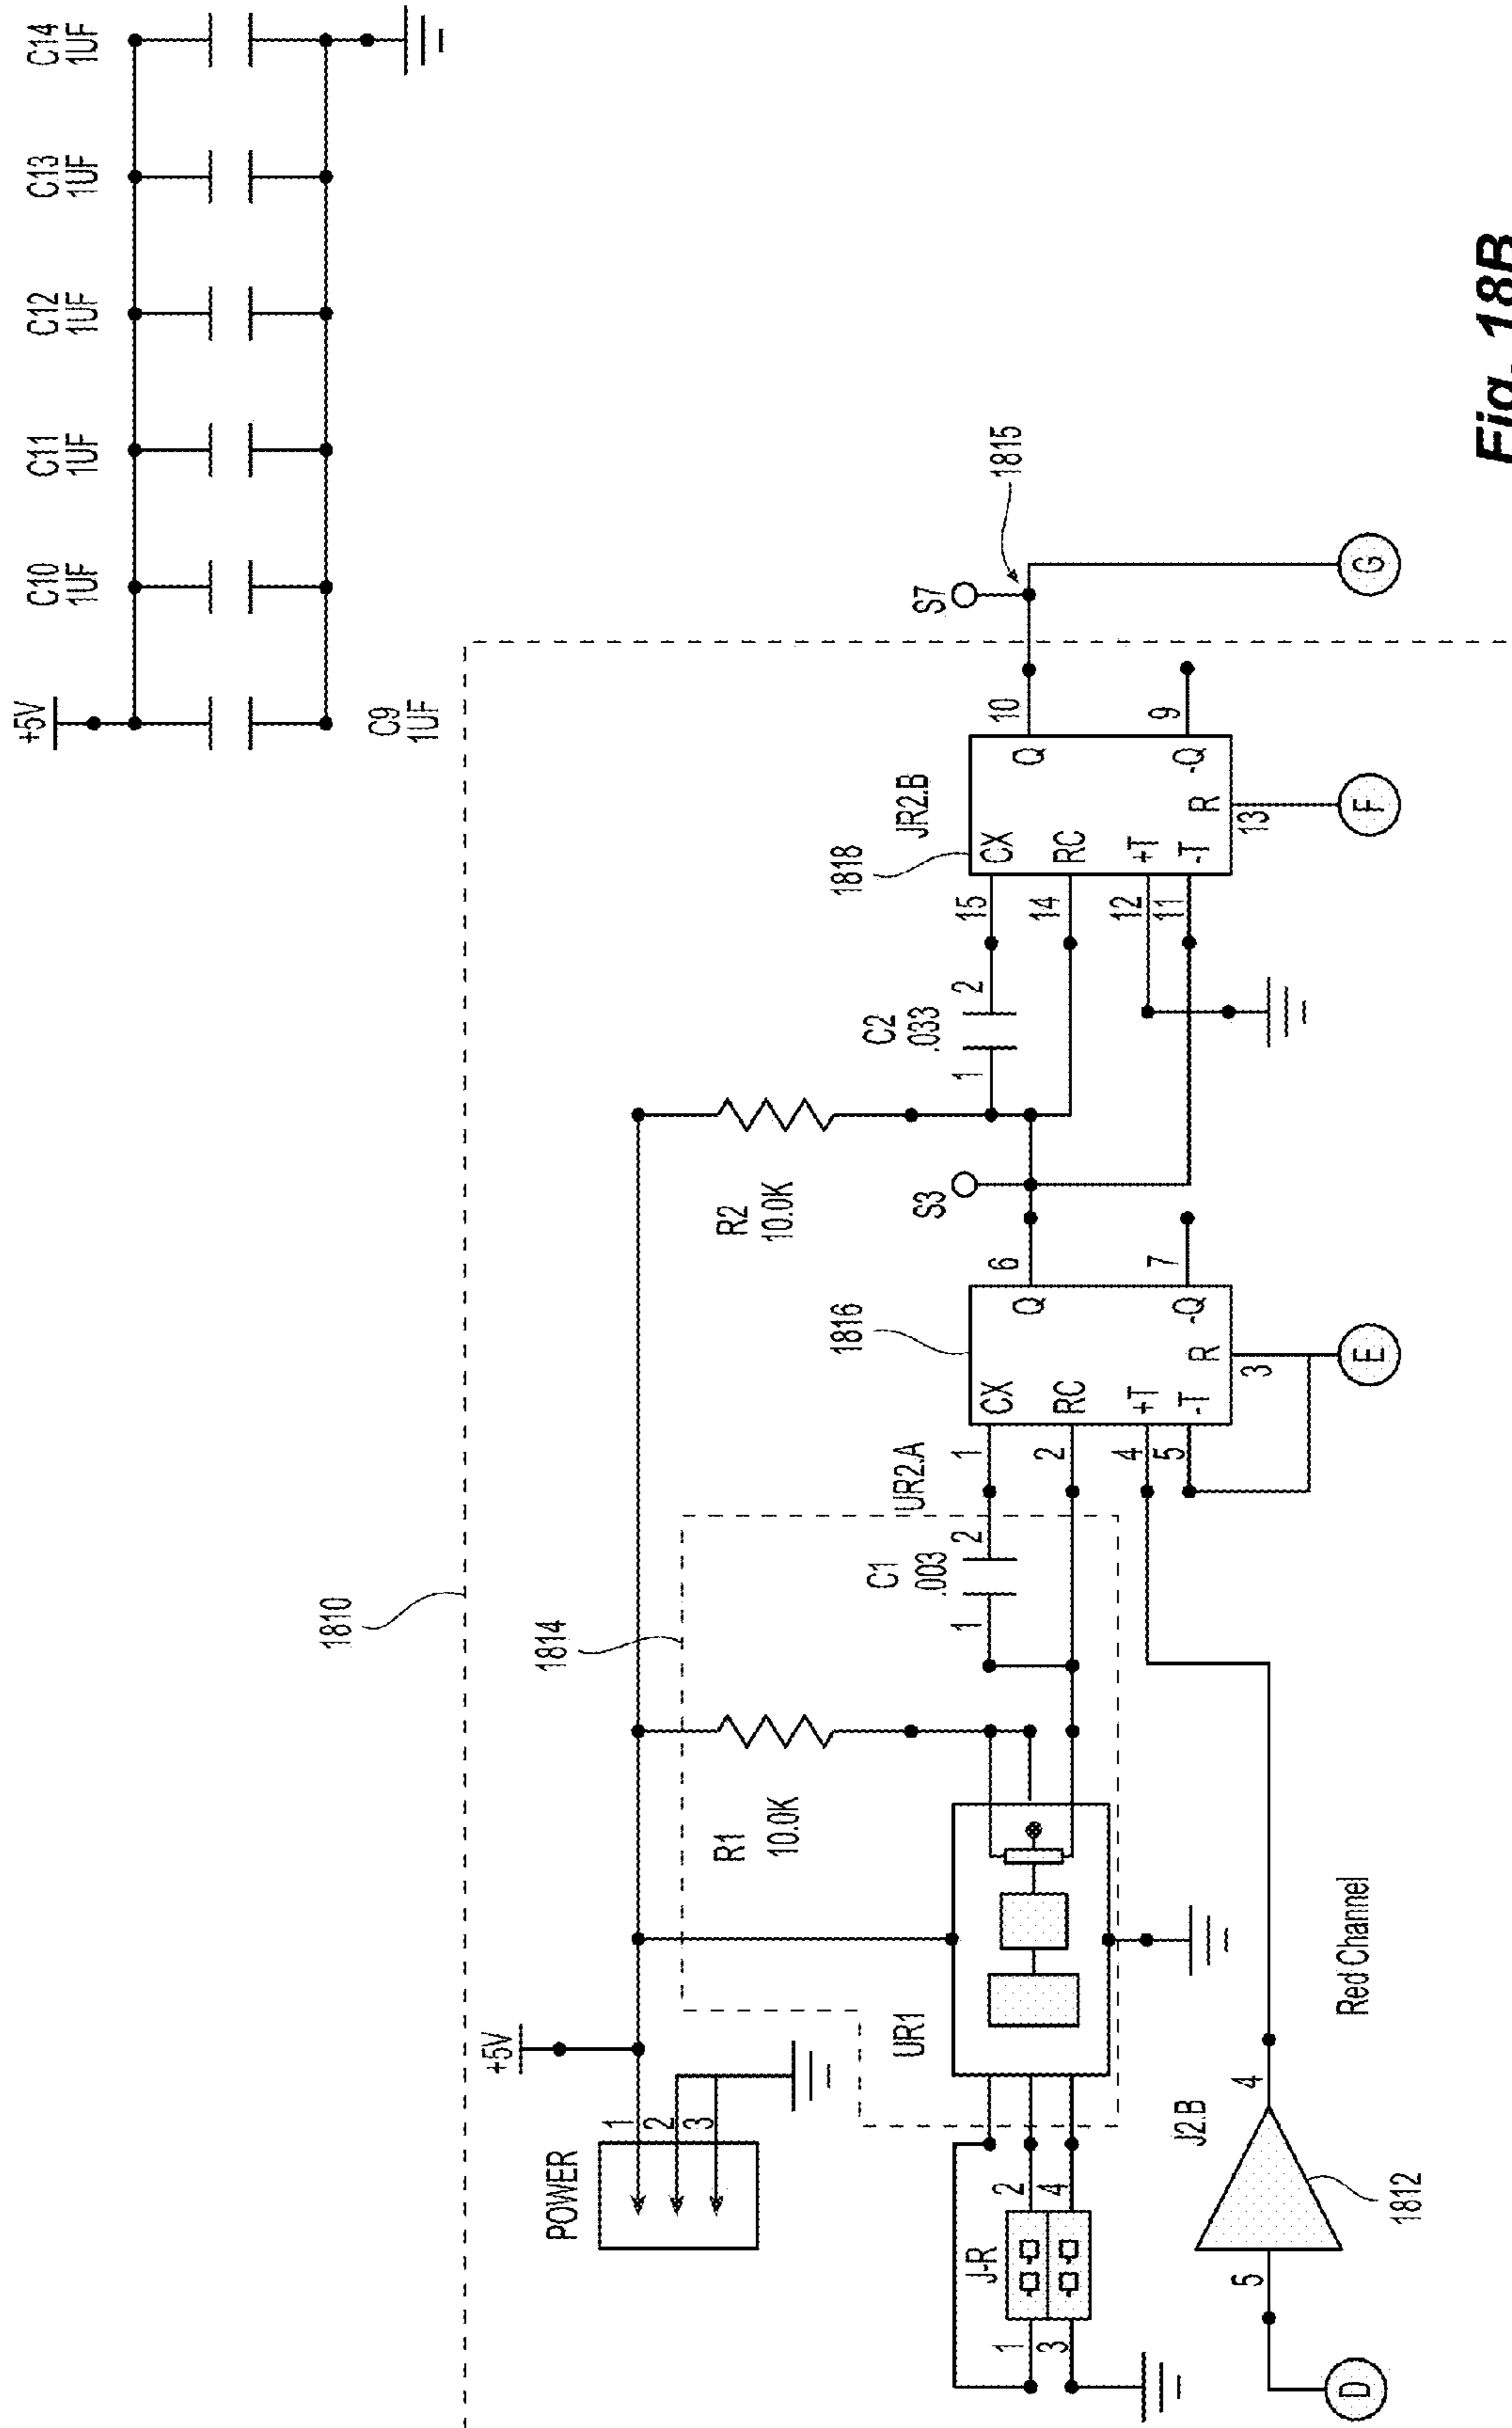 +5V
C10
1UF
C11
1UF
C12
1UF
C13
1UF
C14
1UF
C9
1UF
1810
POWER
1
2
3
+5V
1814
R1
10.0K
R2
10.0K
J-R
1
2
3
4
UR1
C1
.003
1
2
UR2.A
1816
1
2
4
5
CX
RC
+T
-T
R
Q
-Q
3
6
7
E
S3
C2
.033
1
2
1818
JR2.B
15
14
12
11
CX
RC
+T
-T
R
Q
-Q
13
10
9
F
S7
1815
G
D
5
J2.B
4
1812
Red Channel
Fig. 18B